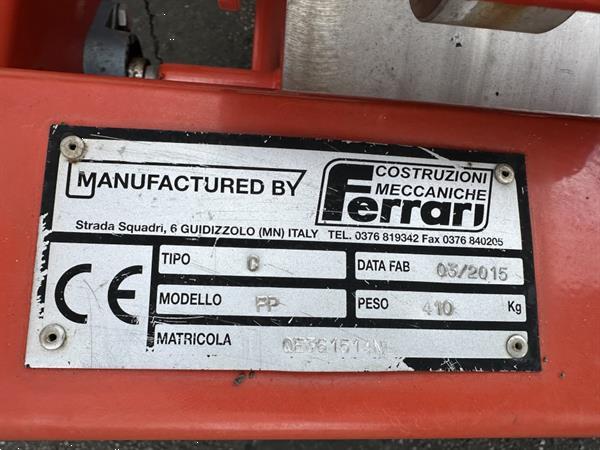 MANUFACTURED BY
COSTRUZIONI
MECCANICHE
Ferrari
Strada Squadri, 6 GUIDIZZOLO (MN) ITALY TEL. 0376 819342 Fax 0376 840205
CE
TIPO C DATA FAB 03/2015
MODELLO FP PESO 410 Kg
MATRICOLA